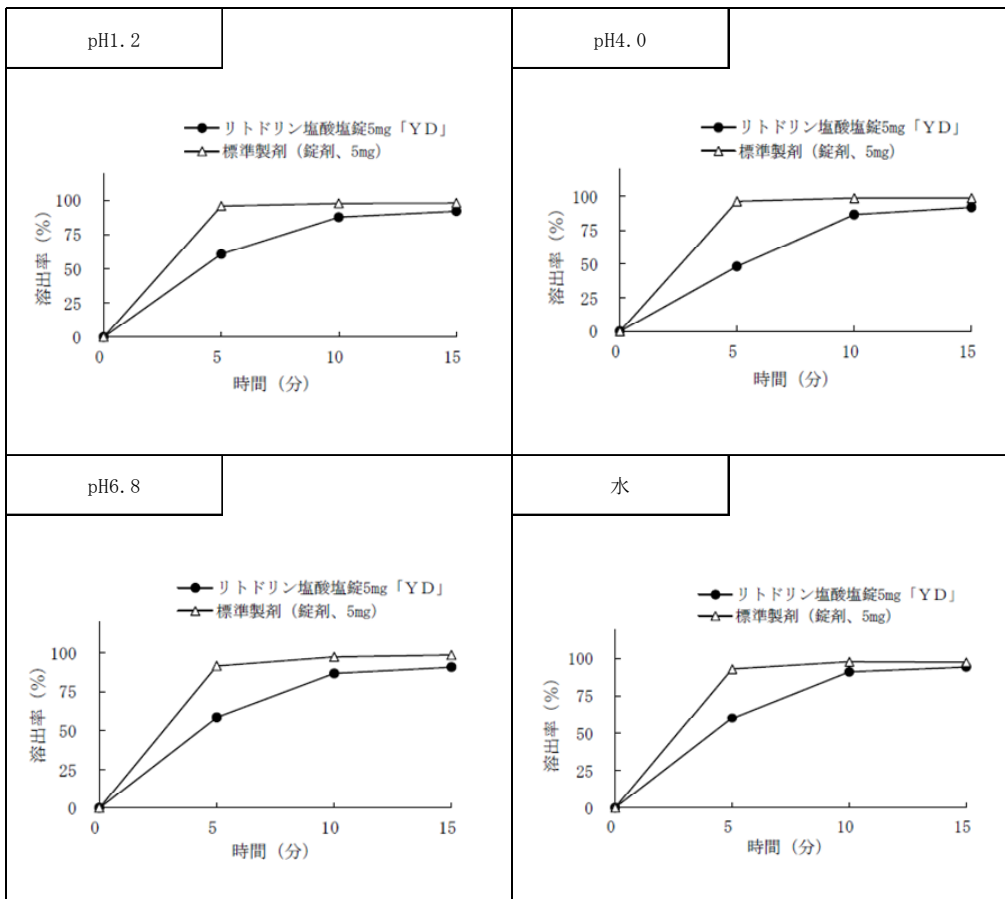 pH1.2
リトドリン塩酸塩錠5mg「ＹＤ」
標準製剤（錠剤、5mg）
溶出率（%）
100
75
50
25
0
0 5 10 15
時間（分）
pH4.0
リトドリン塩酸塩錠5mg「ＹＤ」
標準製剤（錠剤、5mg）
溶出率（%）
100
75
50
25
0
0 5 10 15
時間（分）
pH6.8
リトドリン塩酸塩錠5mg「ＹＤ」
標準製剤（錠剤、5mg）
溶出率（%）
100
75
50
25
0
0 5 10 15
時間（分）
水
リトドリン塩酸塩錠5mg「ＹＤ」
標準製剤（錠剤、5mg）
溶出率（%）
100
75
50
25
0
0 5 10 15
時間（分）